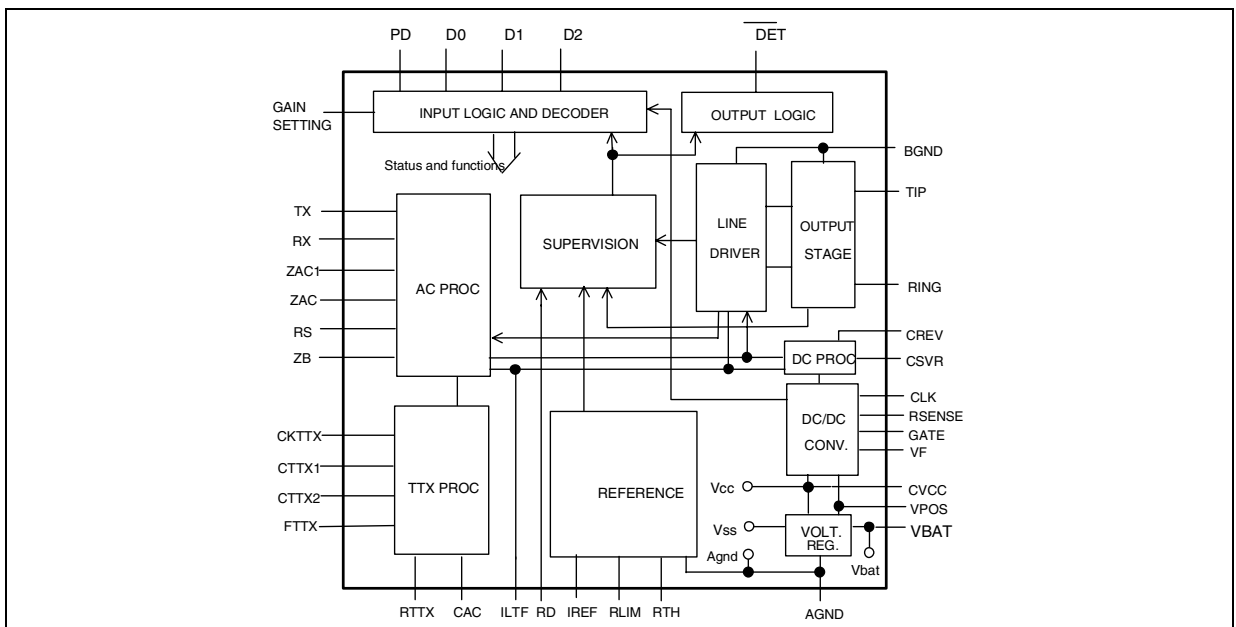 PD D0 D1 D2 DET
GAIN
SETTING
INPUT LOGIC AND DECODER
OUTPUT LOGIC
Status and functions
BGND
TX
RX
ZAC1
ZAC
RS
ZB
AC PROC
SUPERVISION
LINE
DRIVER
OUTPUT
STAGE
TIP
RING
CREV
CSVR
DC PROC
CLK
RSENSE
GATE
VF
DC/DC
CONV.
CKTTX
CTTX1
CTTX2
FTTX
TTX PROC
REFERENCE
Vcc
CVCC
VPOS
Vss
VOLT.
REG.
VBAT
Agnd
Vbat
RTTX CAC ILTF RD IREF RLIM RTH AGND